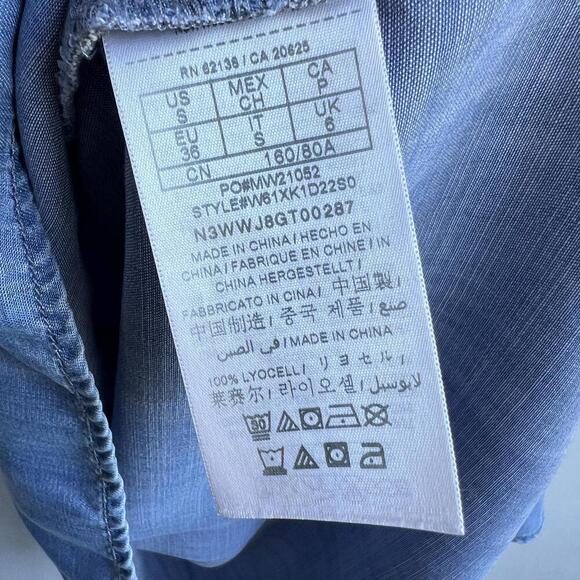 RN 62136 / CA 20625
US S MEX CH CA P
EU 36 IT S UK 6
CN 160/80A
PO#MW21052
STYLE#W61XK1D22S0
N3WWJ8GT00287
MADE IN CHINA / HECHO EN
CHINA / FABRIQUE EN CHINE / IN
CHINA HERGESTELLT /
FABBRICATO IN CINA / 中国製 /
中国制造 / 중국 제품 / صنع
في الصين / MADE IN CHINA
100% LYOCELL / リヨセル /
莱赛尔 / 라이오셀 / لايوسيل
30